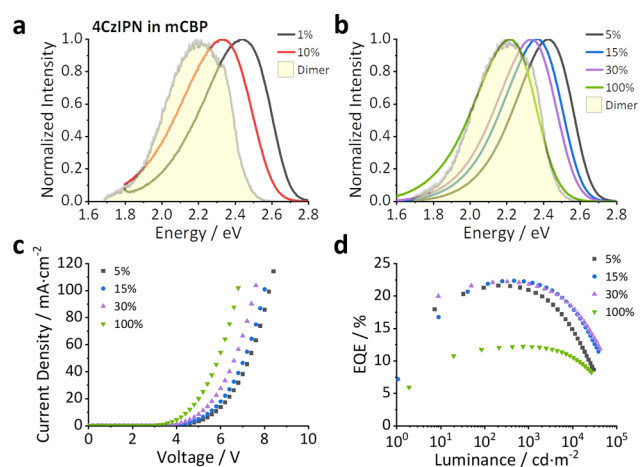 a
4CzIPN in mCBP
1%
10%
Dimer
Normalized Intensity
1.0
0.8
0.6
0.4
0.2
0.0
1.6 1.8 2.0 2.2 2.4 2.6 2.8
Energy / eV
b
5%
15%
30%
100%
Dimer
Normalized Intensity
1.0
0.8
0.6
0.4
0.2
0.0
1.6 1.8 2.0 2.2 2.4 2.6 2.8
Energy / eV
c
5%
15%
30%
100%
Current Density / mA·cm⁻²
120
100
80
60
40
20
0
0 2 4 6 8 10
Voltage / V
d
5%
15%
30%
100%
EQE / %
25
20
15
10
5
0
10⁰ 10¹ 10² 10³ 10⁴ 10⁵
Luminance / cd·m⁻²